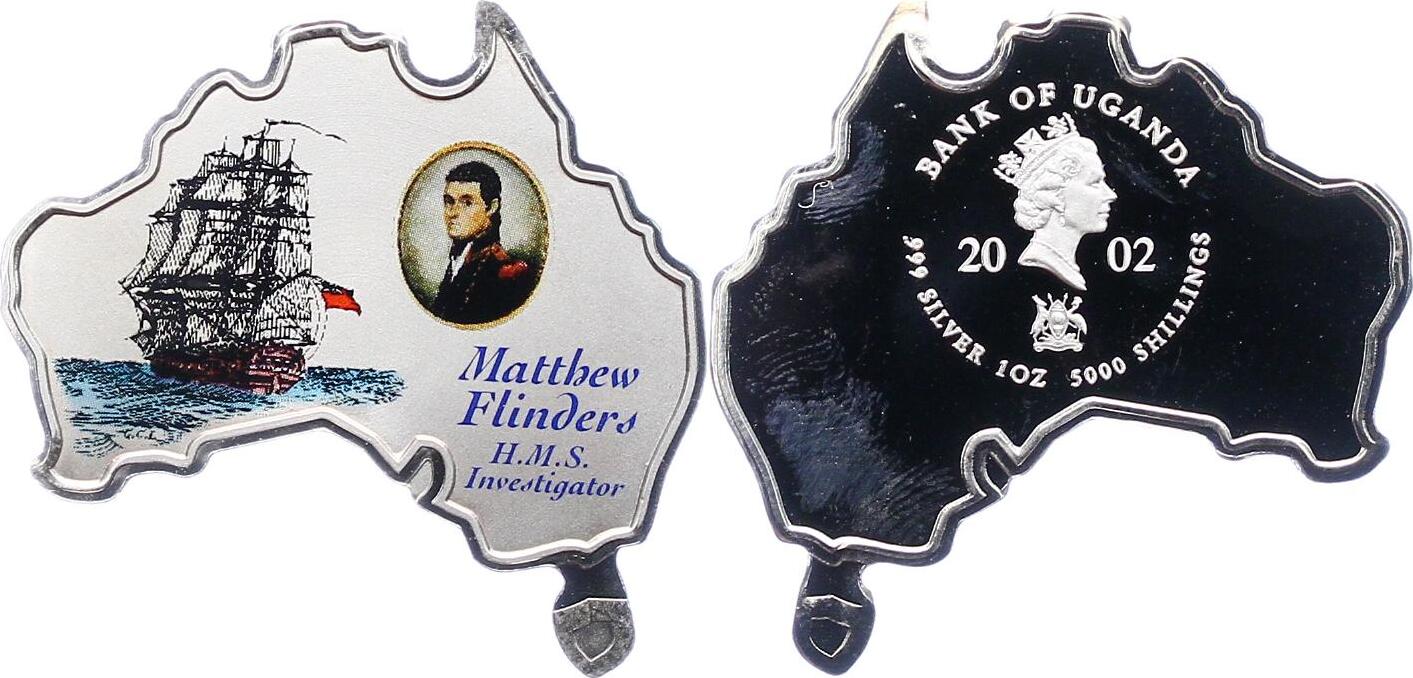 Matthew
Flinders
H.M.S.
Investigator
G.C.L
BANK OF UGANDA
20 02
999 SILVER 1OZ 5000 SHILLINGS